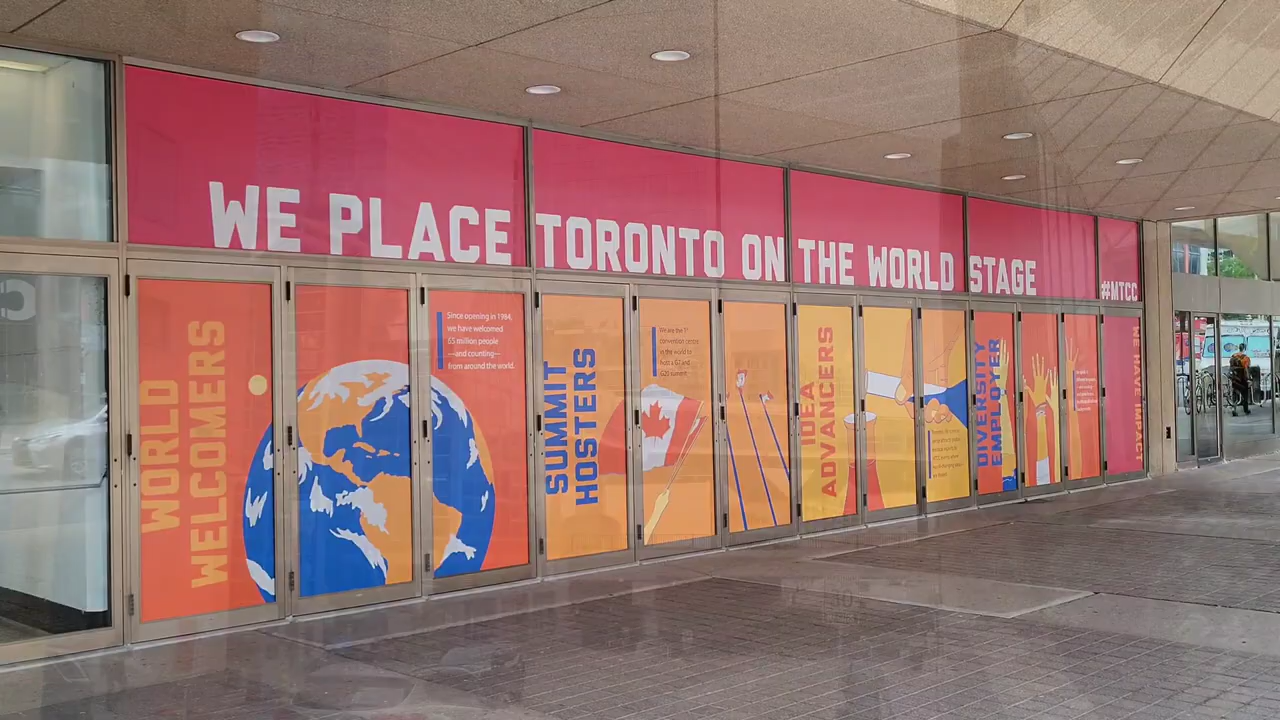 WE PLACE TORONTO ON THE WORLD STAGE
#MTCC
WORLD
WELCOMERS
Since opening in 1984,
we have welcomed
65 million people
—and counting—
from around the world.
SUMMIT
HOSTERS
We are the 1st
convention centre
in the world to
host a G7 and
G20 summit
IDEA
ADVANCERS
DIVERSITY
EMPLOYER
WE HAVE IMPACT